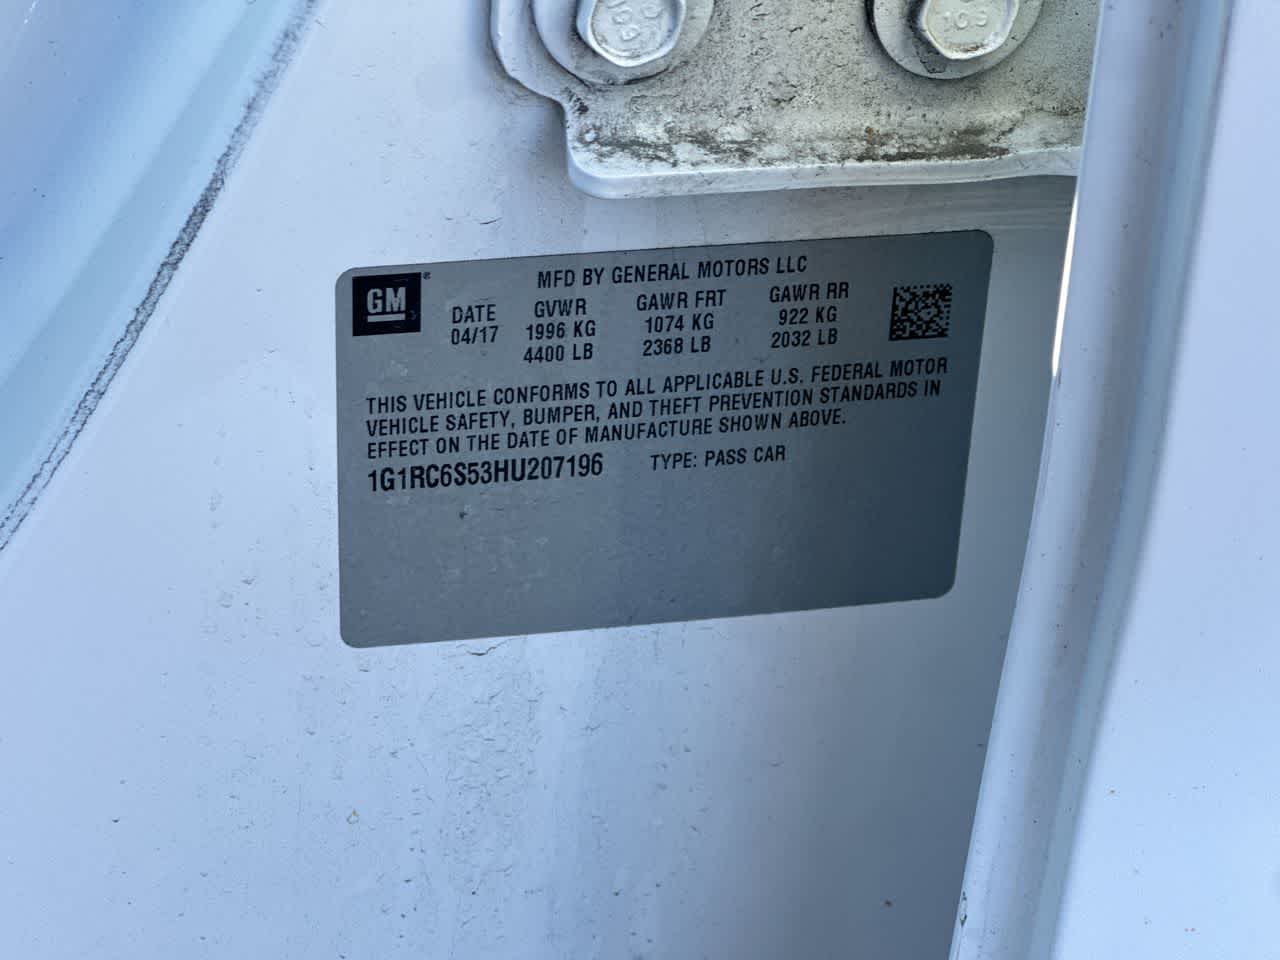 GM ®
MFD BY GENERAL MOTORS LLC
DATE GVWR GAWR FRT GAWR RR
04/17 1996 KG 1074 KG 922 KG
4400 LB 2368 LB 2032 LB
THIS VEHICLE CONFORMS TO ALL APPLICABLE U.S. FEDERAL MOTOR
VEHICLE SAFETY, BUMPER, AND THEFT PREVENTION STANDARDS IN
EFFECT ON THE DATE OF MANUFACTURE SHOWN ABOVE.
1G1RC6S53HU207196 TYPE: PASS CAR